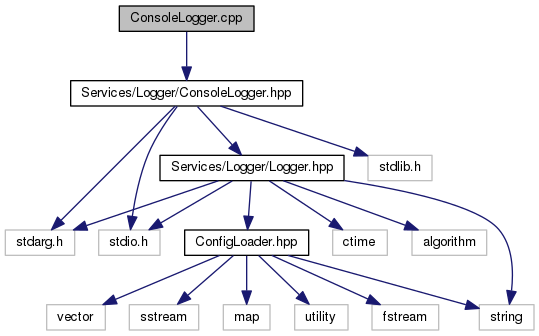 ConsoleLogger.cpp
Services/Logger/ConsoleLogger.hpp
Services/Logger/Logger.hpp
stdlib.h
stdarg.h
stdio.h
ConfigLoader.hpp
ctime
algorithm
vector
sstream
map
utility
fstream
string